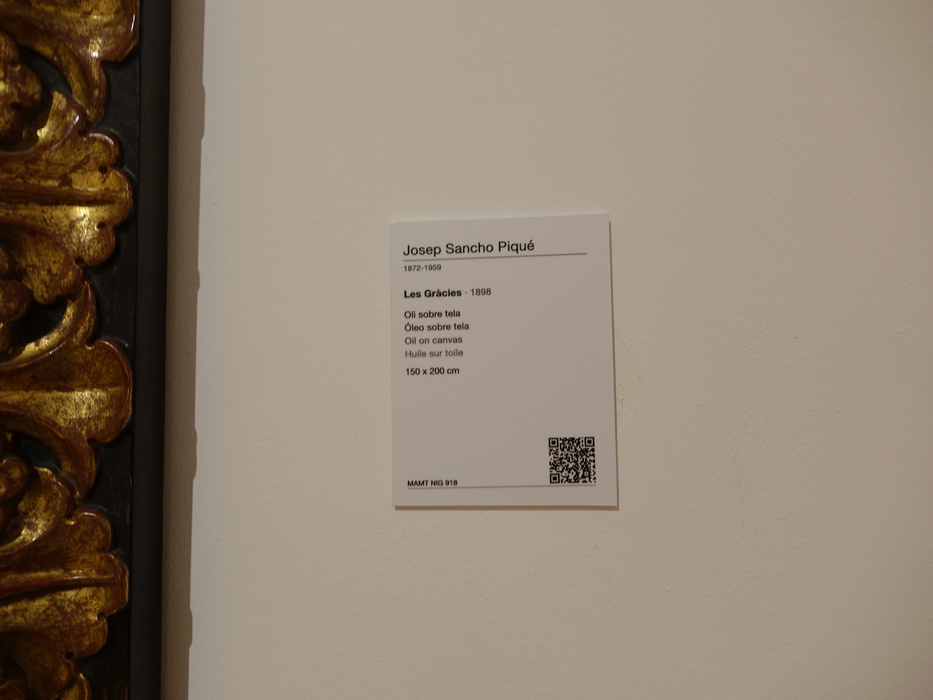 Josep Sancho Piqué
1872-1959
Les Gràcies · 1898
Oli sobre tela
Óleo sobre tela
Oil on canvas
Huile sur toile
150 x 200 cm
MAMT NIG 918